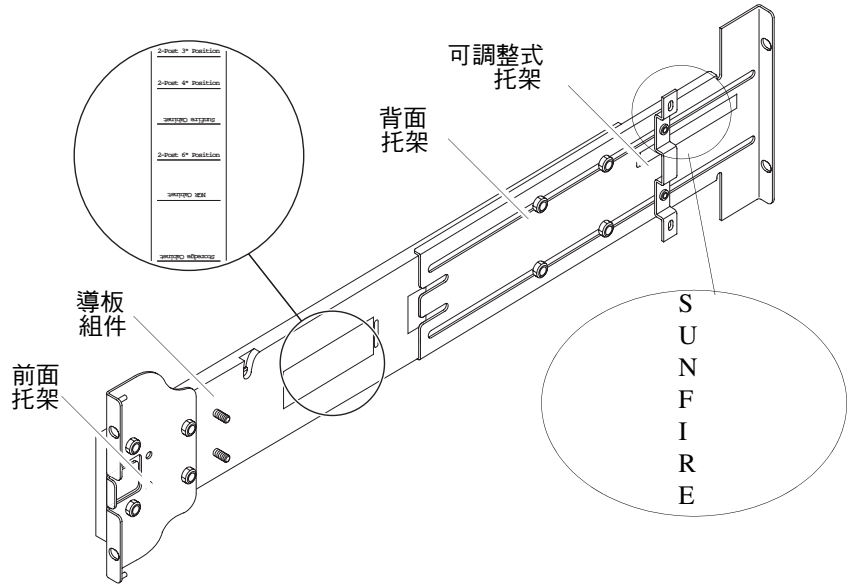 2-Post 3" Position
2-Post 4" Position
Sunfire Cabinet
2-Post 6" Position
NGR Cabinet
Storedge Cabinet
可調整式
托架
背面
托架
導板
組件
前面
托架
S
U
N
F
I
R
E